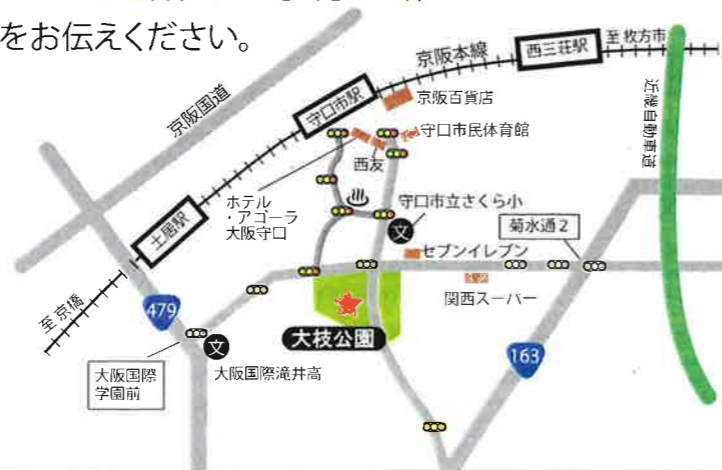 をお伝えください。
至 枚方市
西三荘駅
京阪本線
近畿自動車道
京阪国道
守口市駅
京阪百貨店
守口市民体育館
西友
ホテル
・アゴーラ
大阪守口
守口市立さくら小
土居駅
文
菊水通2
セブンイレブン
関西スーパー
至 京橋
479
大枝公園
163
文
大阪国際
学園前
大阪国際滝井高